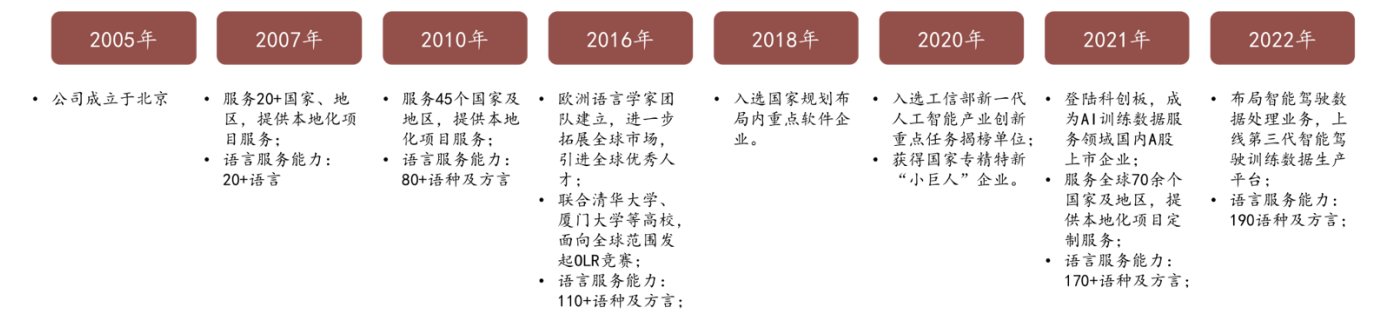 2005年
• 公司成立于北京
2007年
• 服务20+国家、地
区，提供本地化项
目服务；
• 语言服务能力：
20+语言
2010年
• 服务45个国家及
地区，提供本地
化项目服务；
• 语言服务能力：
80+语种及方言
2016年
• 欧洲语言学家团
队建立，进一步
拓展全球市场，
引进全球优秀人
才；
• 联合清华大学、
厦门大学等高校，
面向全球范围发
起OLR竞赛；
• 语言服务能力：
110+语种及方言；
2018年
• 入选国家规划布
局内重点软件企
业。
2020年
• 入选工信部新一代
人工智能产业创新
重点任务揭榜单位；
• 获得国家专精特新
“小巨人”企业。
2021年
• 登陆科创板，成
为AI训练数据服
务领域国内A股
上市企业；
• 服务全球70余个
国家及地区，提
供本地化项目定
制服务；
• 语言服务能力：
170+语种及方言；
2022年
• 布局智能驾驶数
据处理业务，上
线第三代智能驾
驶训练数据生产
平台；
• 语言服务能力：
190语种及方言；